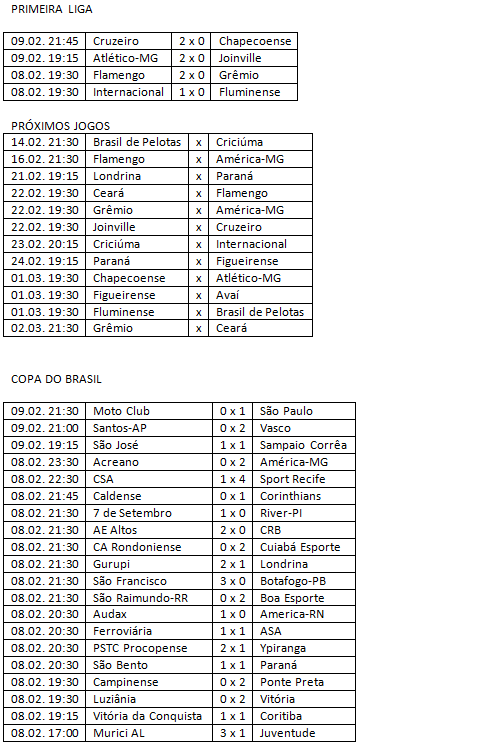 PRIMEIRA LIGA
09.02. 21:45 Cruzeiro 2 x 0 Chapecoense
09.02. 19:15 Atlético-MG 2 x 0 Joinville
08.02. 19:30 Flamengo 2 x 0 Grêmio
08.02. 19:30 Internacional 1 x 0 Fluminense
PRÓXIMOS JOGOS
14.02. 21:30 Brasil de Pelotas x Criciúma
16.02. 21:30 Flamengo x América-MG
21.02. 19:15 Londrina x Paraná
22.02. 19:30 Ceará x Flamengo
22.02. 19:30 Grêmio x América-MG
22.02. 19:30 Joinville x Cruzeiro
23.02. 20:15 Criciúma x Internacional
24.02. 19:15 Paraná x Figueirense
01.03. 19:30 Chapecoense x Atlético-MG
01.03. 19:30 Figueirense x Avaí
01.03. 19:30 Fluminense x Brasil de Pelotas
02.03. 21:30 Grêmio x Ceará
COPA DO BRASIL
09.02. 21:30 Moto Club 0 x 1 São Paulo
09.02. 21:00 Santos-AP 0 x 2 Vasco
09.02. 19:15 São José 1 x 1 Sampaio Corrêa
08.02. 23:30 Acreano 0 x 2 América-MG
08.02. 22:30 CSA 1 x 4 Sport Recife
08.02. 21:45 Caldense 0 x 1 Corinthians
08.02. 21:30 7 de Setembro 1 x 0 River-PI
08.02. 21:30 AE Altos 2 x 0 CRB
08.02. 21:30 CA Rondoniense 0 x 2 Cuiabá Esporte
08.02. 21:30 Gurupi 2 x 1 Londrina
08.02. 21:30 São Francisco 3 x 0 Botafogo-PB
08.02. 21:30 São Raimundo-RR 0 x 2 Boa Esporte
08.02. 20:30 Audax 1 x 0 America-RN
08.02. 20:30 Ferroviária 1 x 1 ASA
08.02. 20:30 PSTC Procopense 2 x 1 Ypiranga
08.02. 20:30 São Bento 1 x 1 Paraná
08.02. 19:30 Campinense 0 x 2 Ponte Preta
08.02. 19:30 Luziânia 0 x 2 Vitória
08.02. 19:15 Vitória da Conquista 1 x 1 Coritiba
08.02. 17:00 Murici AL 3 x 1 Juventude